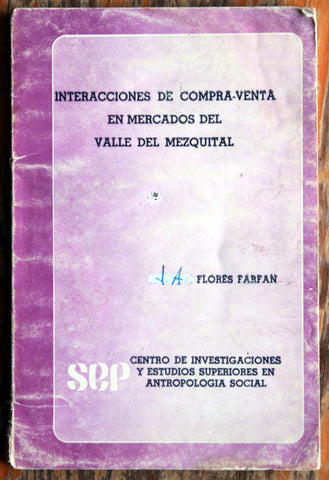 INTERACCIONES DE COMPRA-VENTA
EN MERCADOS DEL
VALLE DEL MEZQUITAL
J A. FLORES FARFAN
sep
CENTRO DE INVESTIGACIONES
Y ESTUDIOS SUPERIORES EN
ANTROPOLOGIA SOCIAL